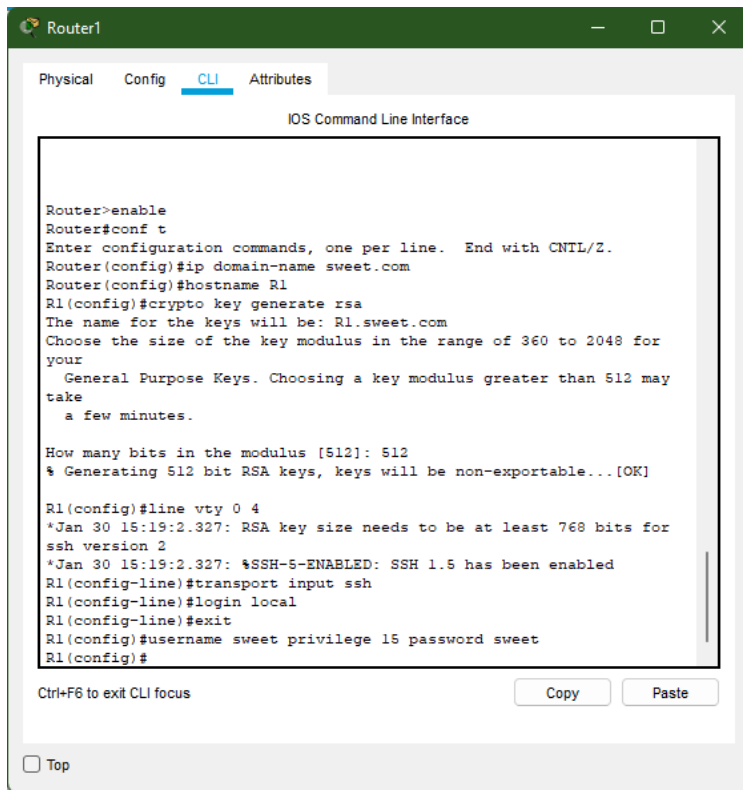 Router1
Physical Config CLI Attributes
IOS Command Line Interface
Router>enable
Router#conf t
Enter configuration commands, one per line.  End with CNTL/Z.
Router(config)#ip domain-name sweet.com
Router(config)#hostname R1
R1(config)#crypto key generate rsa
The name for the keys will be: R1.sweet.com
Choose the size of the key modulus in the range of 360 to 2048 for
your
  General Purpose Keys. Choosing a key modulus greater than 512 may
take
  a few minutes.
How many bits in the modulus [512]: 512
% Generating 512 bit RSA keys, keys will be non-exportable...[OK]
R1(config)#line vty 0 4
*Jan 30 15:19:2.327: RSA key size needs to be at least 768 bits for
ssh version 2
*Jan 30 15:19:2.327: %SSH-5-ENABLED: SSH 1.5 has been enabled
R1(config-line)#transport input ssh
R1(config-line)#login local
R1(config-line)#exit
R1(config)#username sweet privilege 15 password sweet
R1(config)#
Ctrl+F6 to exit CLI focus Copy Paste
Top